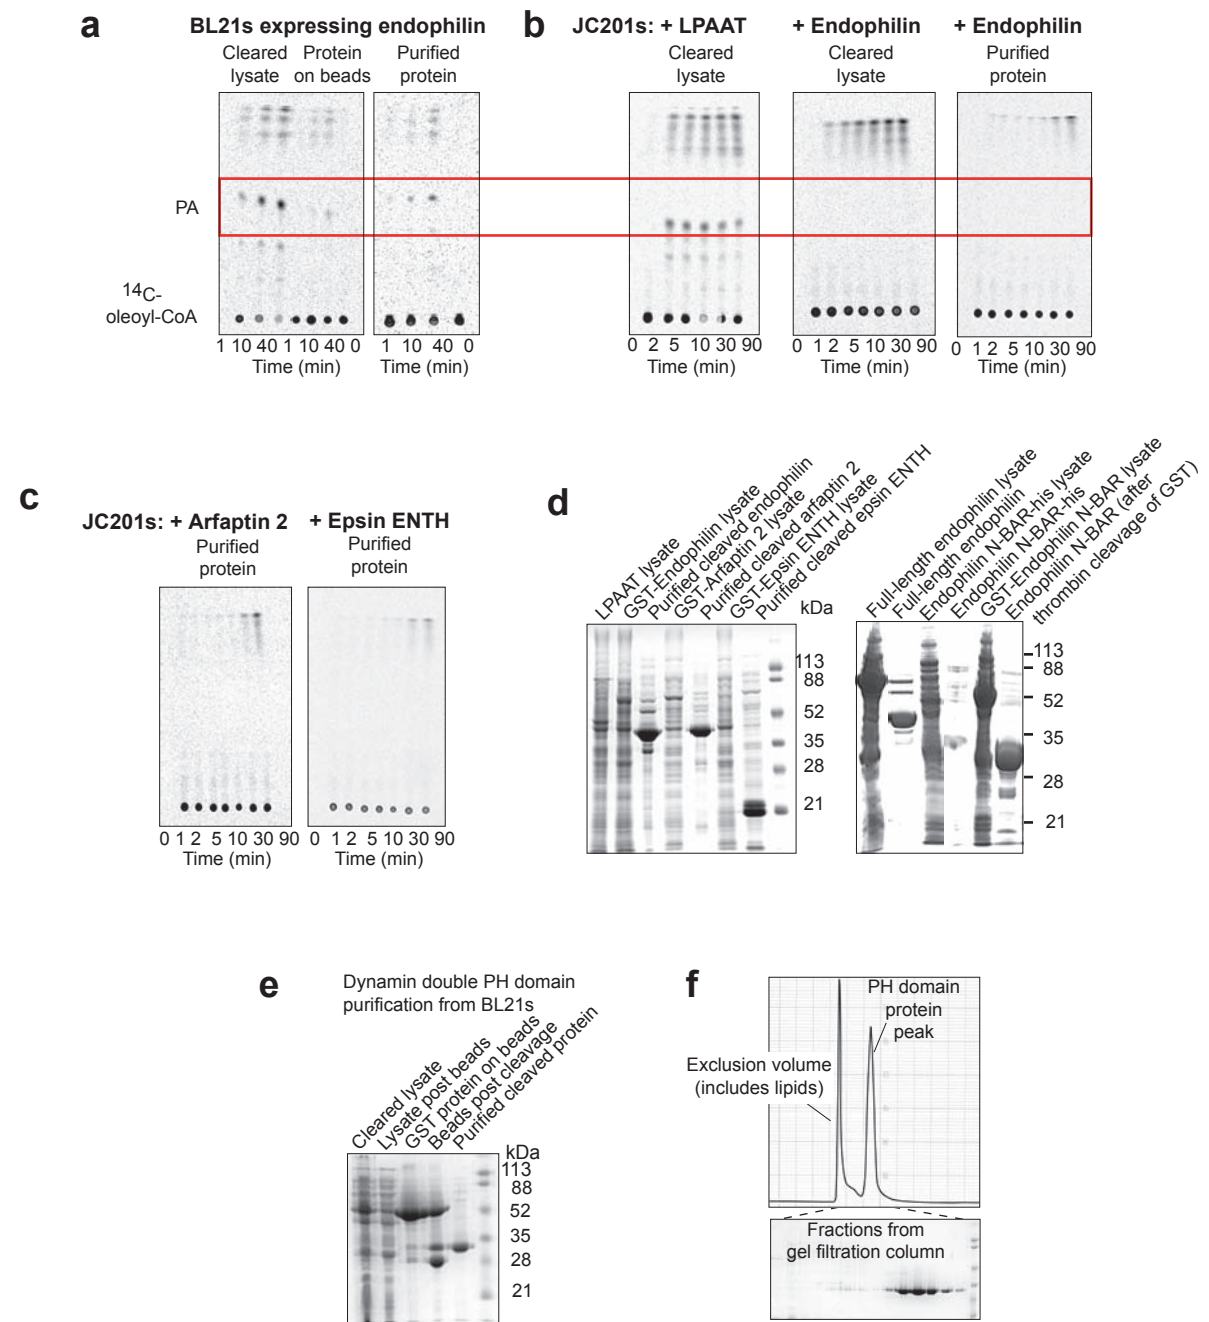 a
BL21s expressing endophilin
Cleared lysate
Protein on beads
Purified protein
PA
14C-
oleoyl-CoA
1 10 40 1 10 40 0
Time (min)
1 10 40 0
Time (min)
b
JC201s: + LPAAT
+ Endophilin
+ Endophilin
Cleared lysate
Cleared lysate
Purified protein
0 2 5 10 30 90
Time (min)
0 1 2 5 10 30 90
Time (min)
0 1 2 5 10 30 90
Time (min)
c
JC201s: + Arfaptin 2
+ Epsin ENTH
Purified protein
Purified protein
0 1 2 5 10 30 90
Time (min)
0 1 2 5 10 30 90
Time (min)
d
LPAAT lysate
GST-Endophilin lysate
Purified cleaved endophilin
GST-Arfaptin 2 lysate
Purified cleaved arfaptin 2
GST-Epsin ENTH lysate
Purified cleaved epsin ENTH
kDa
113
88
52
35
28
21
Full-length endophilin lysate
Full-length endophilin
Endophilin N-BAR-his lysate
Endophilin N-BAR-his
GST-Endophilin N-BAR lysate
Endophilin N-BAR (after
thrombin cleavage of GST)
113
88
52
35
28
21
e
Dynamin double PH domain
purification from BL21s
Cleared lysate
Lysate post beads
GST protein on beads
Beads post cleavage
Purified cleaved protein
kDa
113
88
52
35
28
21
f
PH domain
protein
peak
Exclusion volume
(includes lipids)
Fractions from
gel filtration column